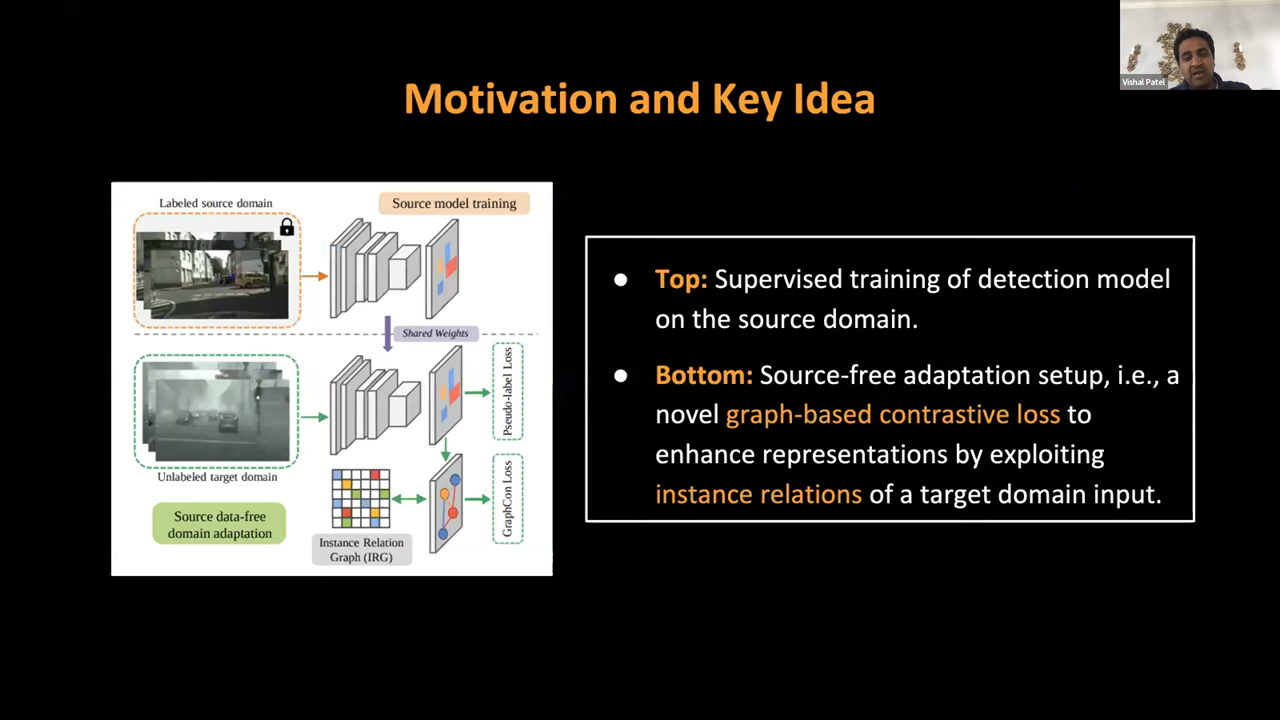 Vishal Patel
Motivation and Key Idea
Labeled source domain
Source model training
Shared Weights
Pseudo-label Loss
Unlabeled target domain
GraphCon Loss
Source data-free
domain adaptation
Instance Relation
Graph (IRG)
● Top: Supervised training of detection model
on the source domain.
● Bottom: Source-free adaptation setup, i.e., a
novel graph-based contrastive loss to
enhance representations by exploiting
instance relations of a target domain input.